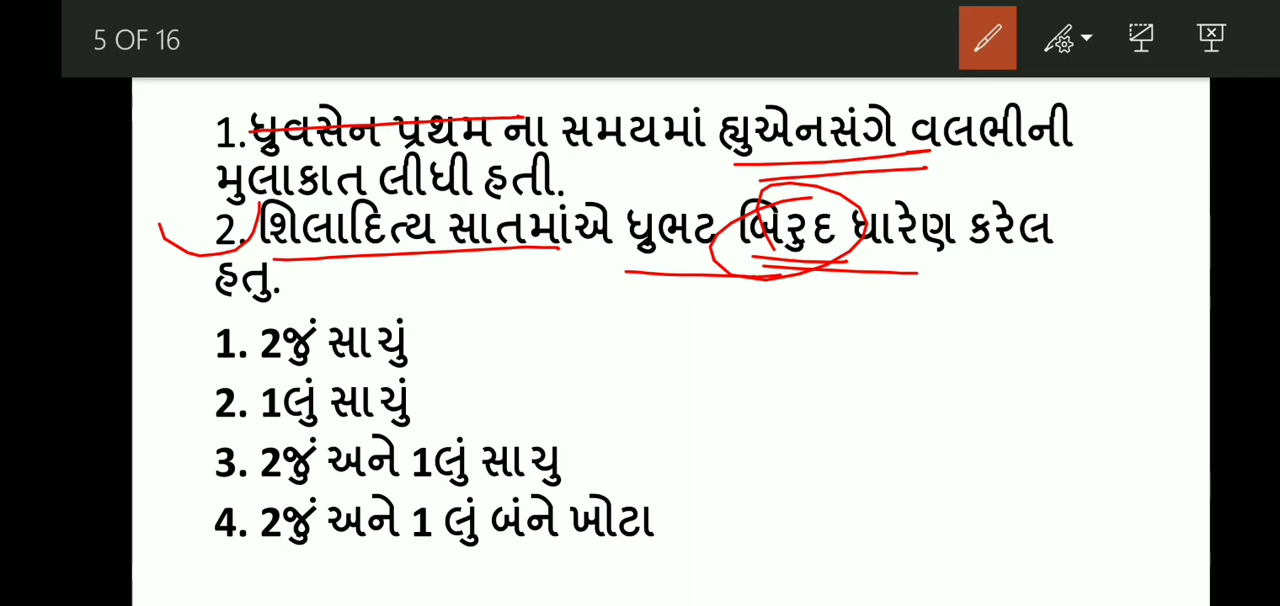 5 OF 16
1.ધ્રુવસેન પ્રથમ ના સમયમાં હ્યુએનસંગે વલભીની
મુલાકાત લીધી હતી.
2. શિલાદિત્ય સાતમાંએ ધ્રુભટ બિરુદ ધારેણ કરેલ
હતુ.
1. 2જું સાચું
2. 1લું સાચું
3. 2જું અને 1લું સાચુ
4. 2જું અને 1 લું બંને ખોટા